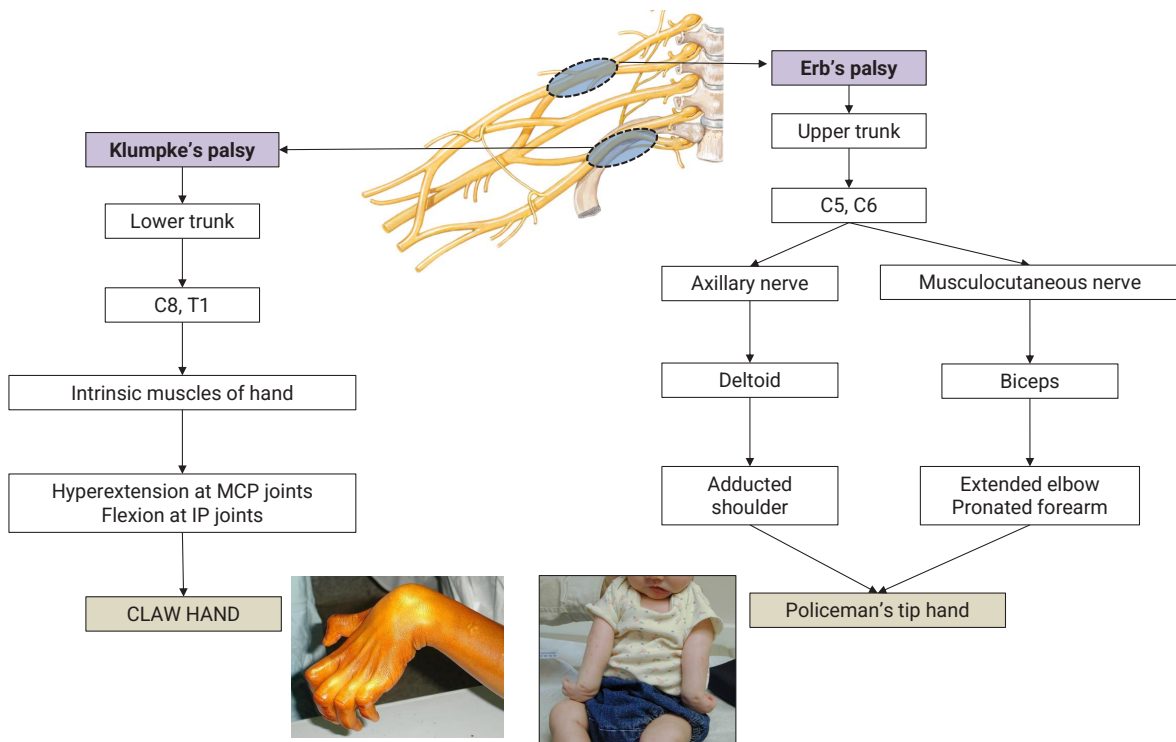 Erb's palsy
Upper trunk
C5, C6
Axillary nerve
Musculocutaneous nerve
Deltoid
Biceps
Adducted
shoulder
Extended elbow
Pronated forearm
Policeman's tip hand
Klumpke's palsy
Lower trunk
C8, T1
Intrinsic muscles of hand
Hyperextension at MCP joints
Flexion at IP joints
CLAW HAND